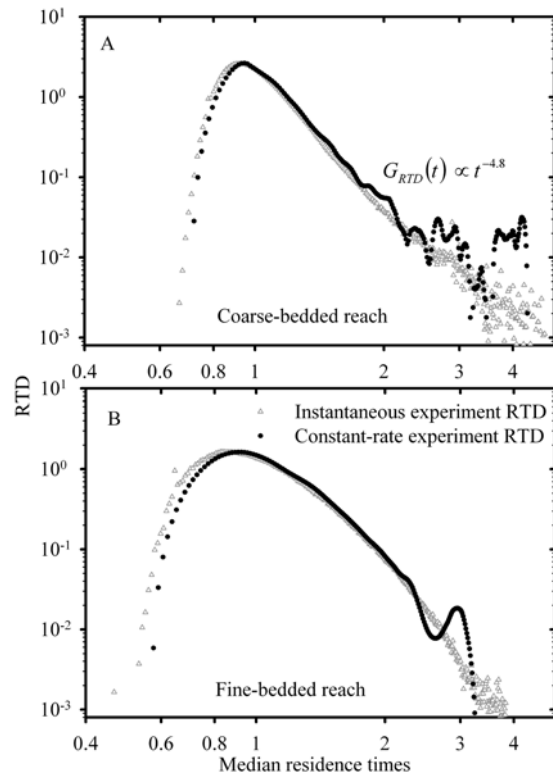 10^1
A
10^0
G_{RTD}(t) ∝ t^{-4.8}
10^{-1}
10^{-2}
Coarse-bedded reach
10^{-3}
0.4 0.6 0.8 1 2 3 4
RTD
10^1
B
Instantaneous experiment RTD
Constant-rate experiment RTD
10^0
10^{-1}
10^{-2}
Fine-bedded reach
10^{-3}
0.4 0.6 0.8 1 2 3 4
Median residence times